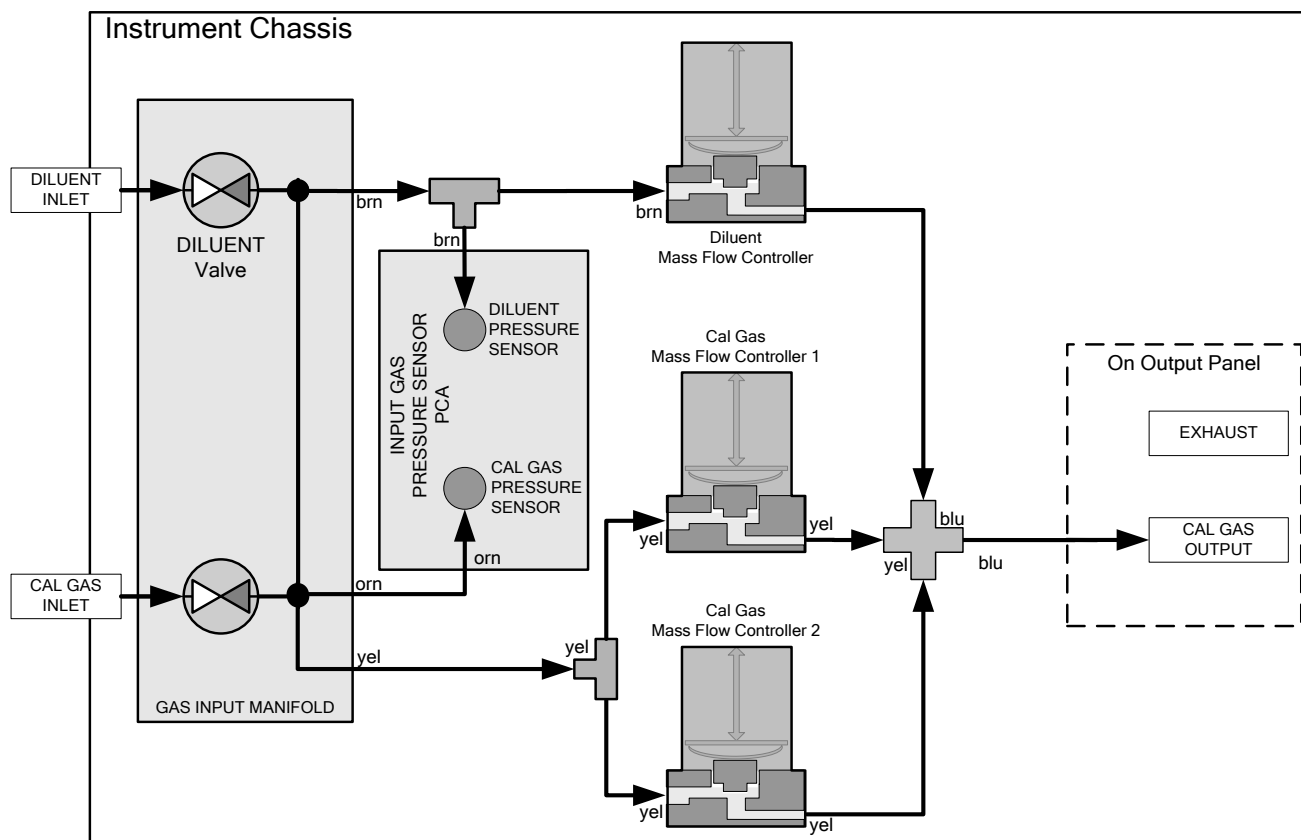 Instrument Chassis
DILUENT
INLET
DILUENT
Valve
brn
brn
brn
Diluent
Mass Flow Controller
INPUT GAS
PRESSURE SENSOR
PCA
DILUENT
PRESSURE
SENSOR
CAL GAS
PRESSURE
SENSOR
orn
orn
CAL GAS
INLET
yel
GAS INPUT MANIFOLD
yel
Cal Gas
Mass Flow Controller 1
yel
yel
Cal Gas
Mass Flow Controller 2
yel
yel
yel
blu
blu
On Output Panel
EXHAUST
CAL GAS
OUTPUT